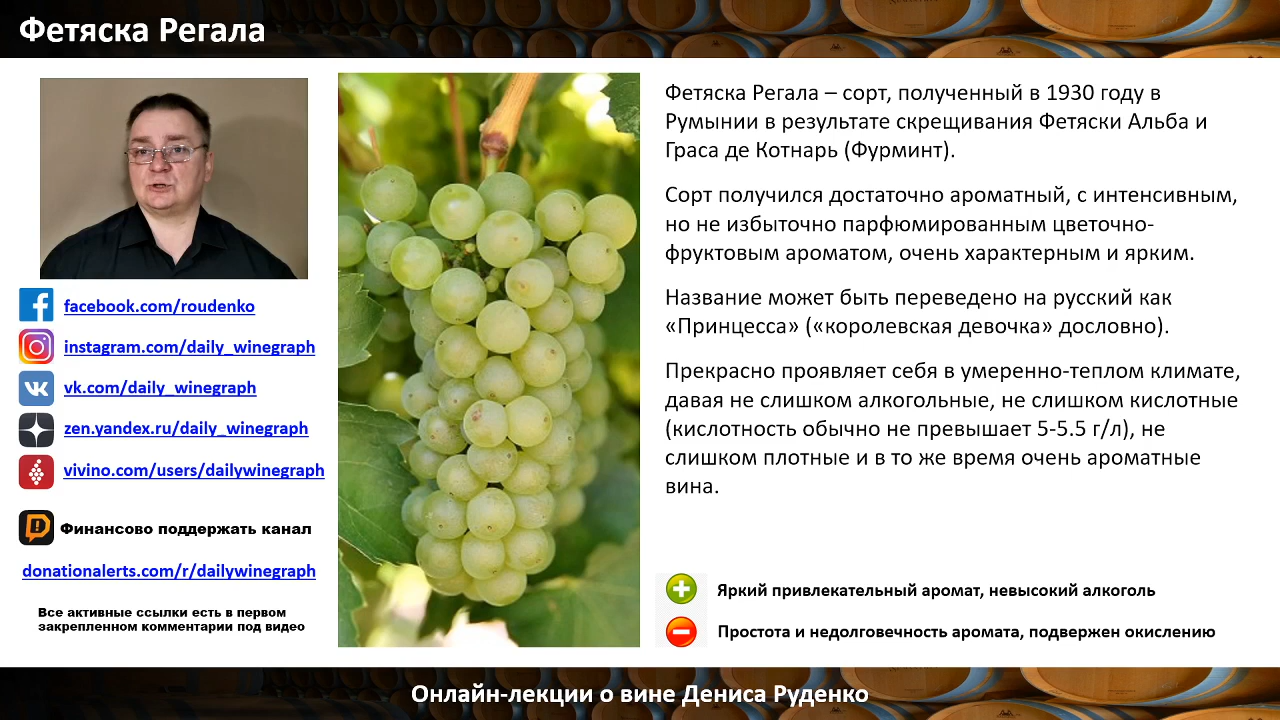 Фетяска Регала
facebook.com/roudenko
instagram.com/daily_winegraph
vk.com/daily_winegraph
zen.yandex.ru/daily_winegraph
vivino.com/users/dailywinegraph
Финансово поддержать канал
donationalerts.com/r/dailywinegraph
Все активные ссылки есть в первом
закрепленном комментарии под видео
Фетяска Регала – сорт, полученный в 1930 году в
Румынии в результате скрещивания Фетяски Альба и
Граса де Котнарь (Фурминт).
Сорт получился достаточно ароматный, с интенсивным,
но не избыточно парфюмированным цветочно-
фруктовым ароматом, очень характерным и ярким.
Название может быть переведено на русский как
«Принцесса» («королевская девочка» дословно).
Прекрасно проявляет себя в умеренно-теплом климате,
давая не слишком алкогольные, не слишком кислотные
(кислотность обычно не превышает 5-5.5 г/л), не
слишком плотные и в то же время очень ароматные
вина.
Яркий привлекательный аромат, невысокий алкоголь
Простота и недолговечность аромата, подвержен окислению
Онлайн-лекции о вине Дениса Руденко